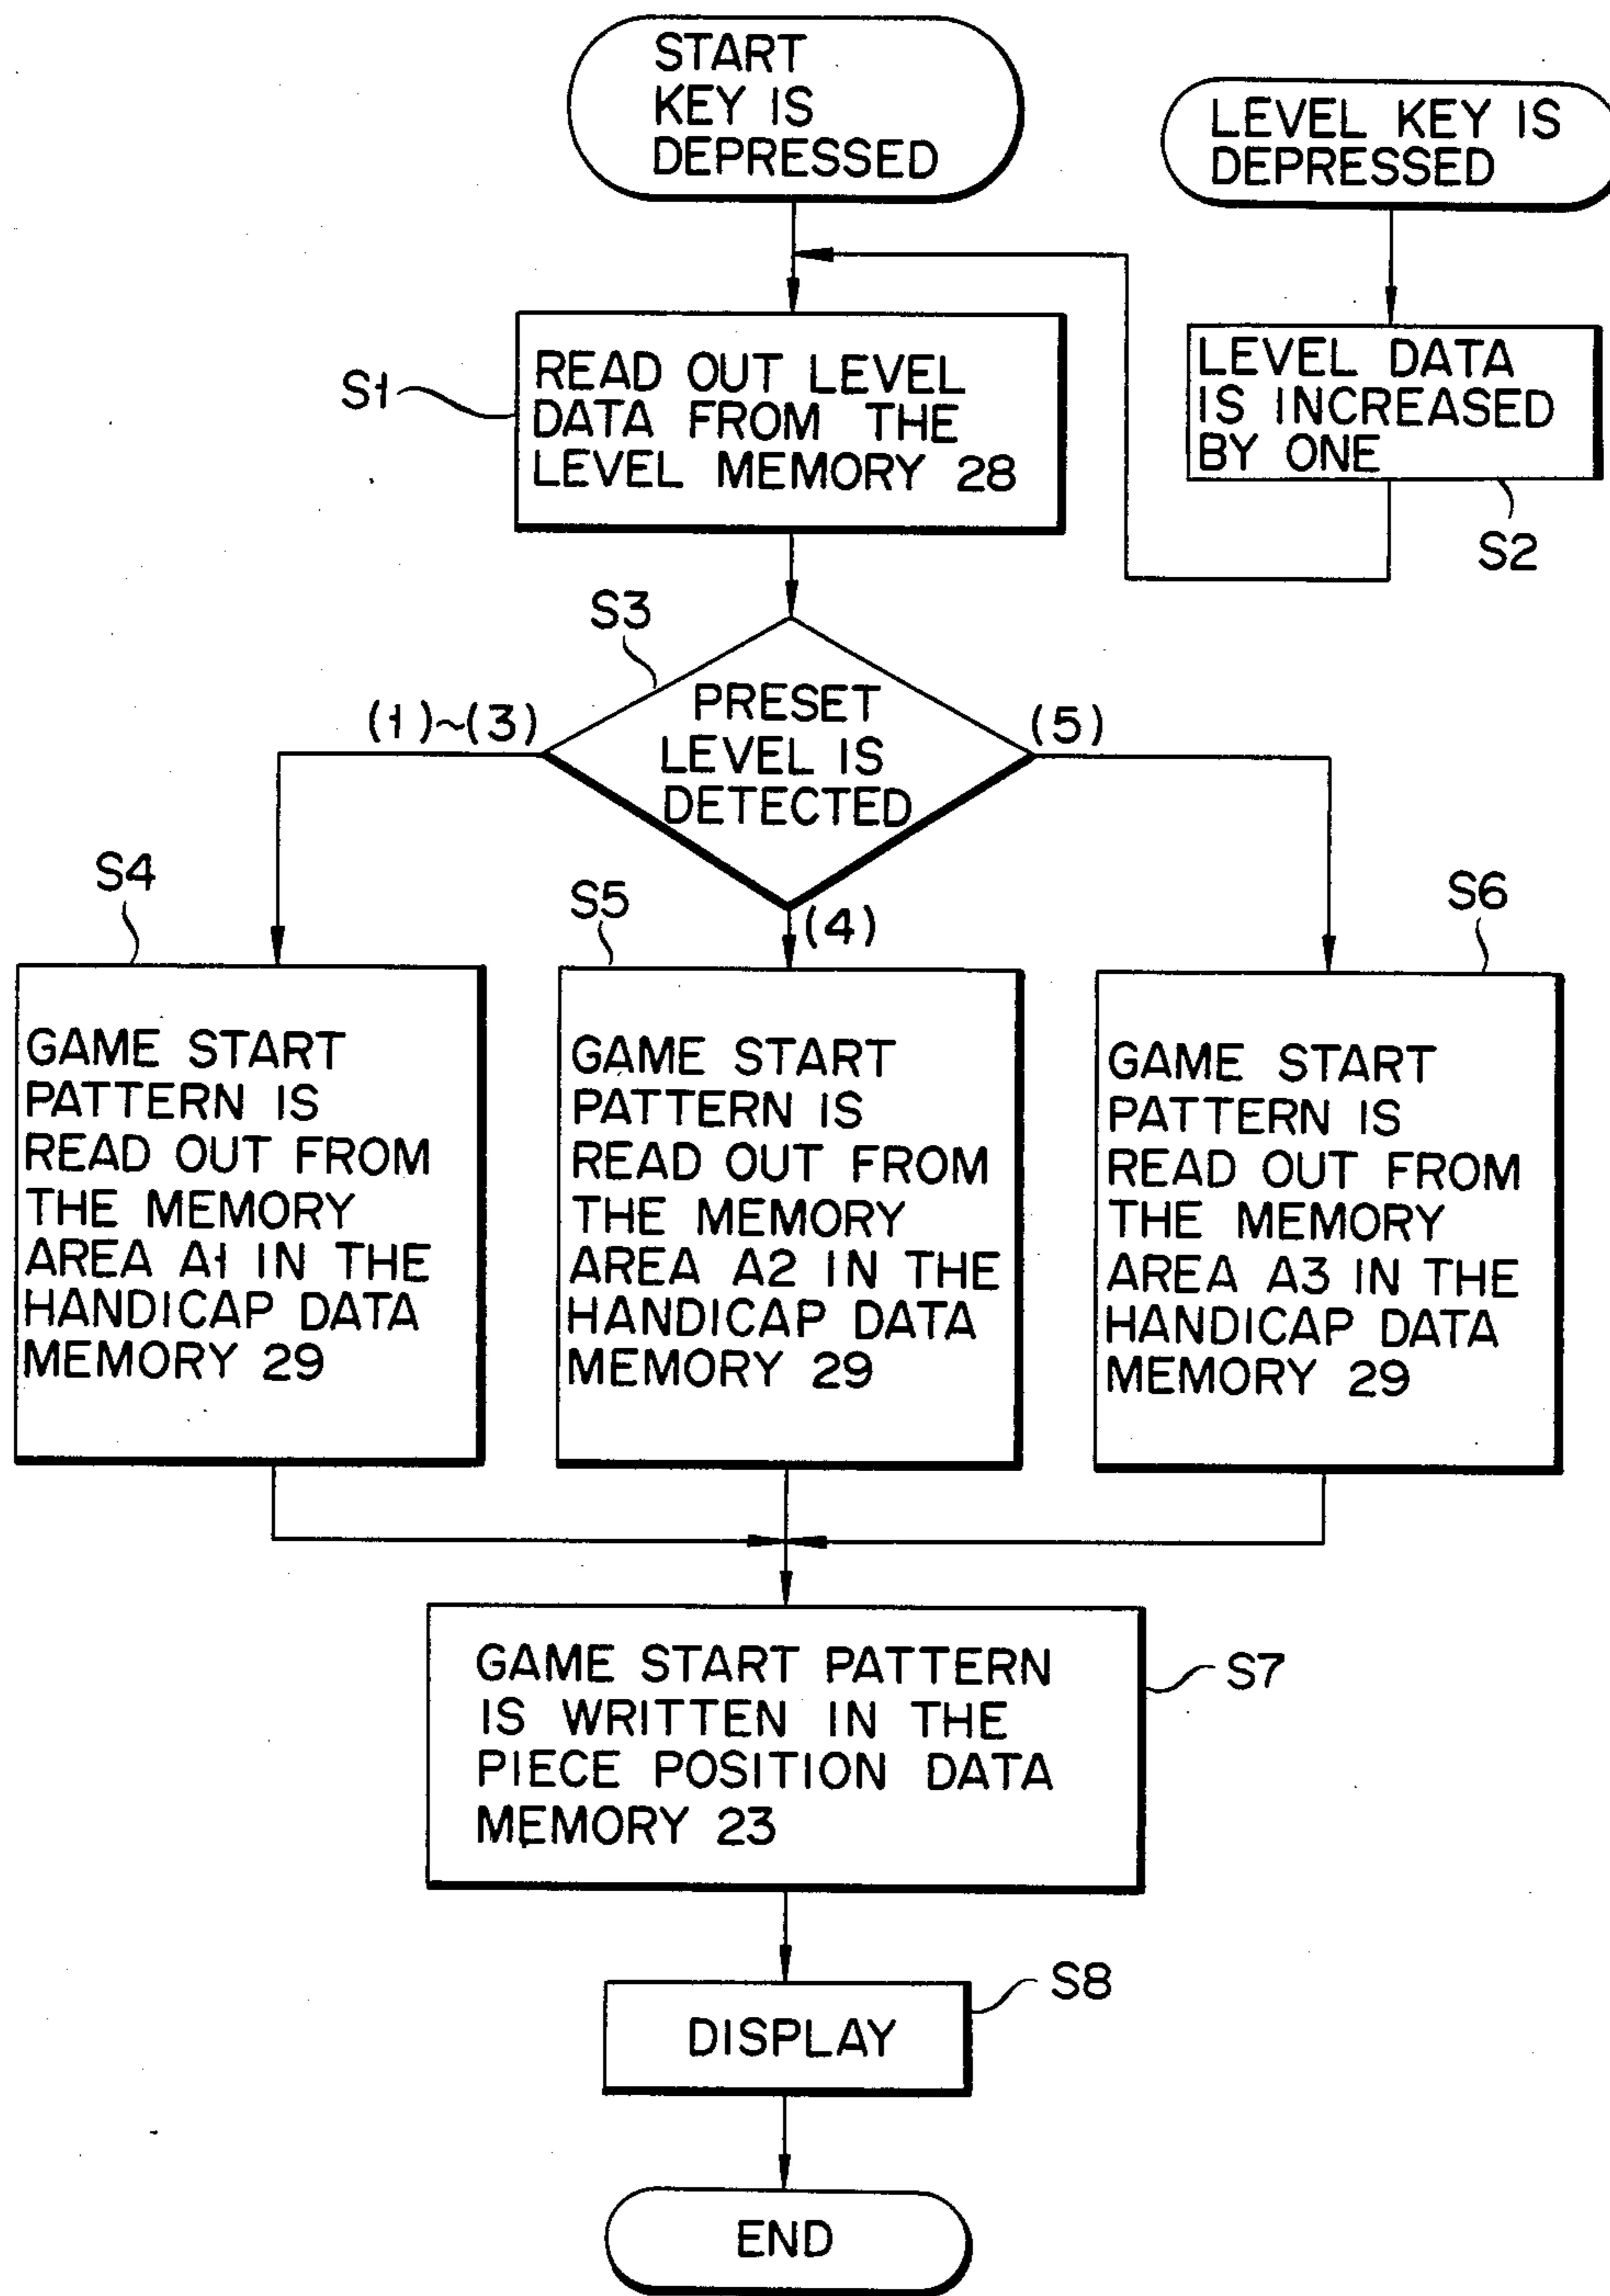 START
KEY IS
DEPRESSED
LEVEL KEY IS
DEPRESSED
S1
READ OUT LEVEL
DATA FROM THE
LEVEL MEMORY 28
LEVEL DATA
IS INCREASED
BY ONE
S2
S3
PRESET
LEVEL IS
DETECTED
(1)~(3)
(4)
(5)
S4
GAME START
PATTERN IS
READ OUT FROM
THE MEMORY
AREA A1 IN THE
HANDICAP DATA
MEMORY 29
S5
GAME START
PATTERN IS
READ OUT FROM
THE MEMORY
AREA A2 IN THE
HANDICAP DATA
MEMORY 29
S6
GAME START
PATTERN IS
READ OUT FROM
THE MEMORY
AREA A3 IN THE
HANDICAP DATA
MEMORY 29
GAME START PATTERN
IS WRITTEN IN THE
PIECE POSITION DATA
MEMORY 23
S7
DISPLAY
S8
END